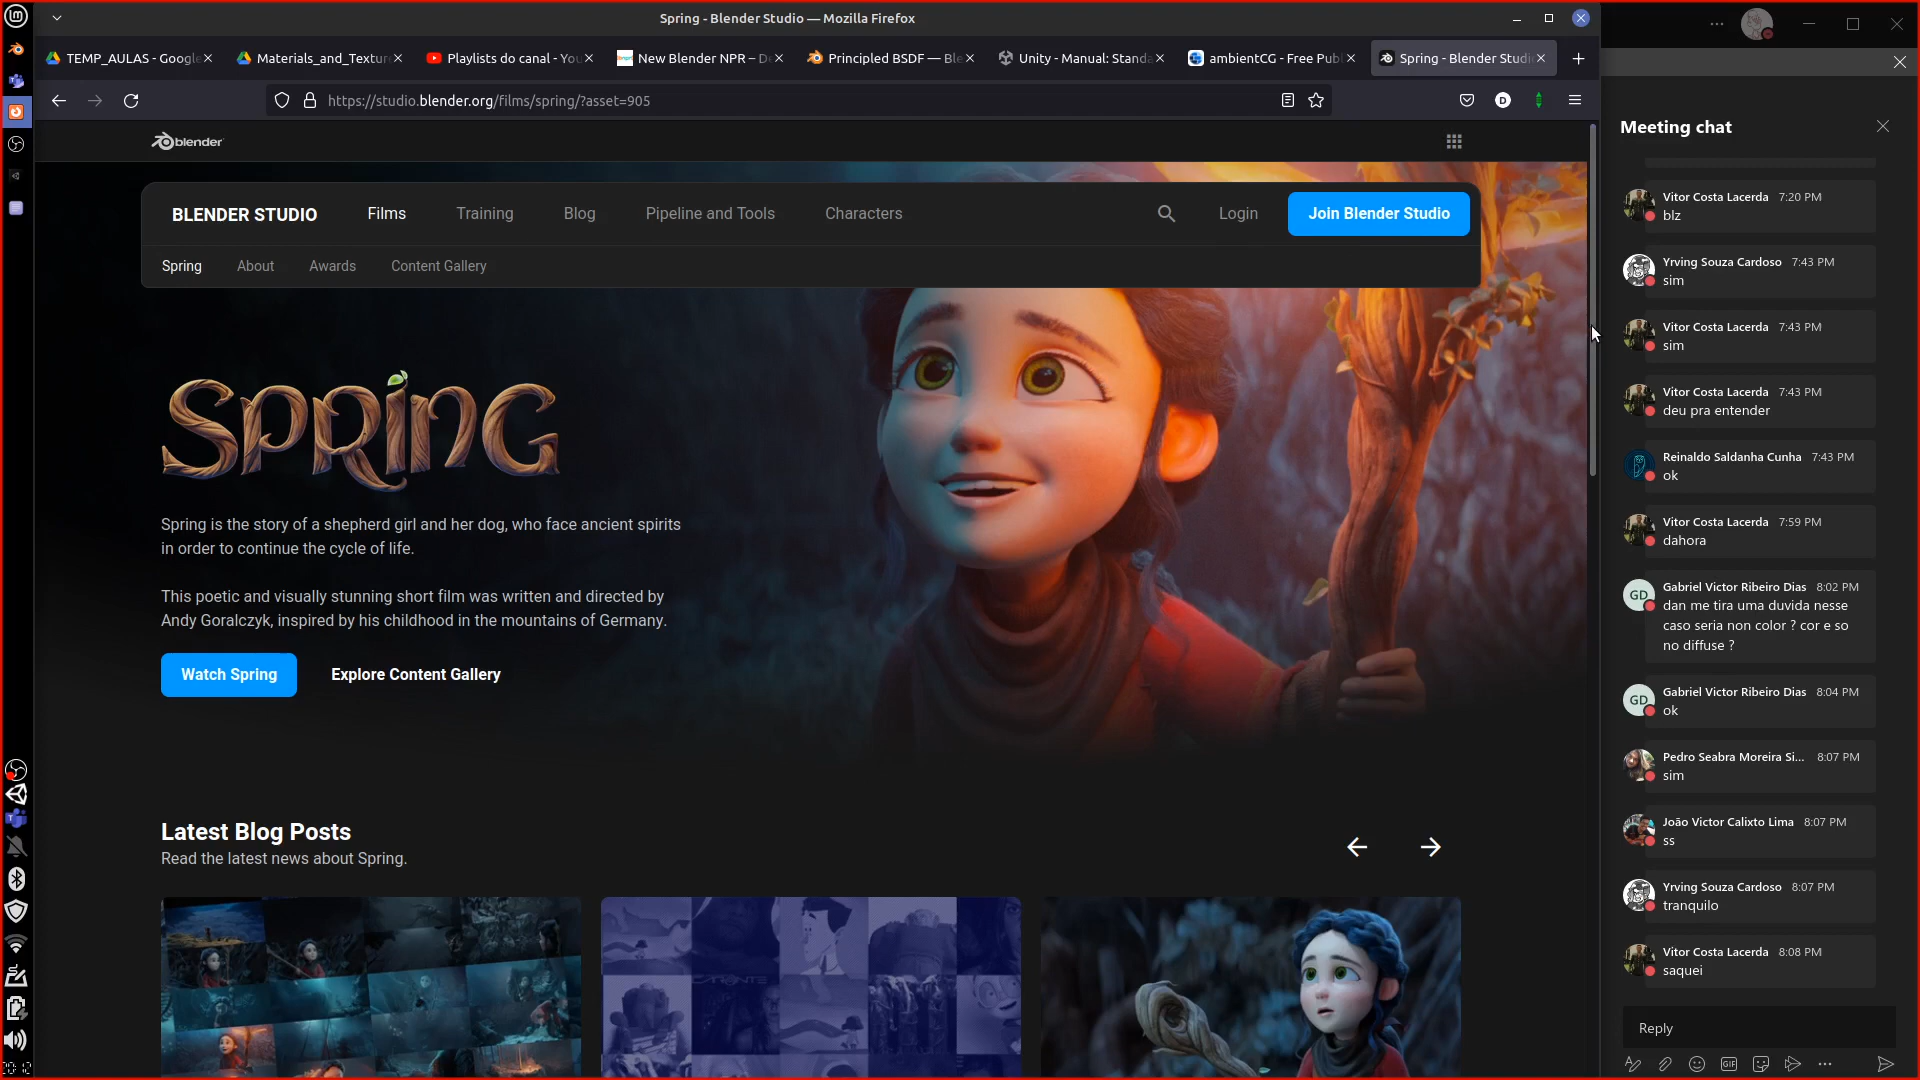 Spring - Blender Studio — Mozilla Firefox
TEMP_AULAS - Google
Materials_and_Texture
Playlists do canal - You
New Blender NPR – D
Principled BSDF — Ble
Unity - Manual: Standa
ambientCG - Free Publ
Spring - Blender Studi
https://studio.blender.org/films/spring/?asset=905
blender
BLENDER STUDIO
Films
Training
Blog
Pipeline and Tools
Characters
Login
Join Blender Studio
Spring
About
Awards
Content Gallery
SPRING
Spring is the story of a shepherd girl and her dog, who face ancient spirits
in order to continue the cycle of life.
This poetic and visually stunning short film was written and directed by
Andy Goralczyk, inspired by his childhood in the mountains of Germany.
Watch Spring
Explore Content Gallery
Latest Blog Posts
Read the latest news about Spring.
Meeting chat
Vitor Costa Lacerda 7:20 PM
blz
Yrving Souza Cardoso 7:43 PM
sim
Vitor Costa Lacerda 7:43 PM
sim
Vitor Costa Lacerda 7:43 PM
deu pra entender
Reinaldo Saldanha Cunha 7:43 PM
ok
Vitor Costa Lacerda 7:59 PM
dahora
GD
Gabriel Victor Ribeiro Dias 8:02 PM
dan me tira uma duvida nesse
caso seria non color ? cor e so
no diffuse ?
GD
Gabriel Victor Ribeiro Dias 8:04 PM
ok
Pedro Seabra Moreira Si... 8:07 PM
sim
João Victor Calixto Lima 8:07 PM
ss
Yrving Souza Cardoso 8:07 PM
tranquilo
Vitor Costa Lacerda 8:08 PM
saquei
Reply
GIF
20:12